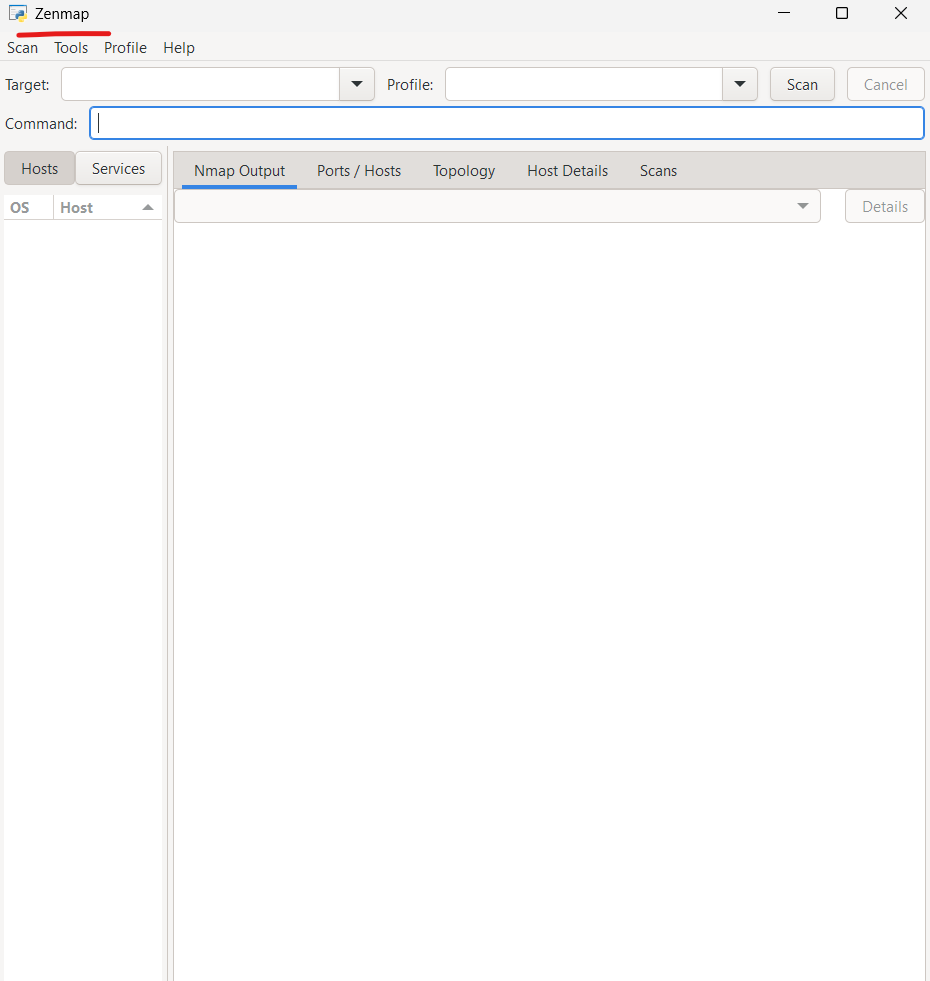 Zenmap
Scan Tools Profile Help
Target: Profile: Scan Cancel
Command:
Hosts Services Nmap Output Ports / Hosts Topology Host Details Scans
OS Host Details